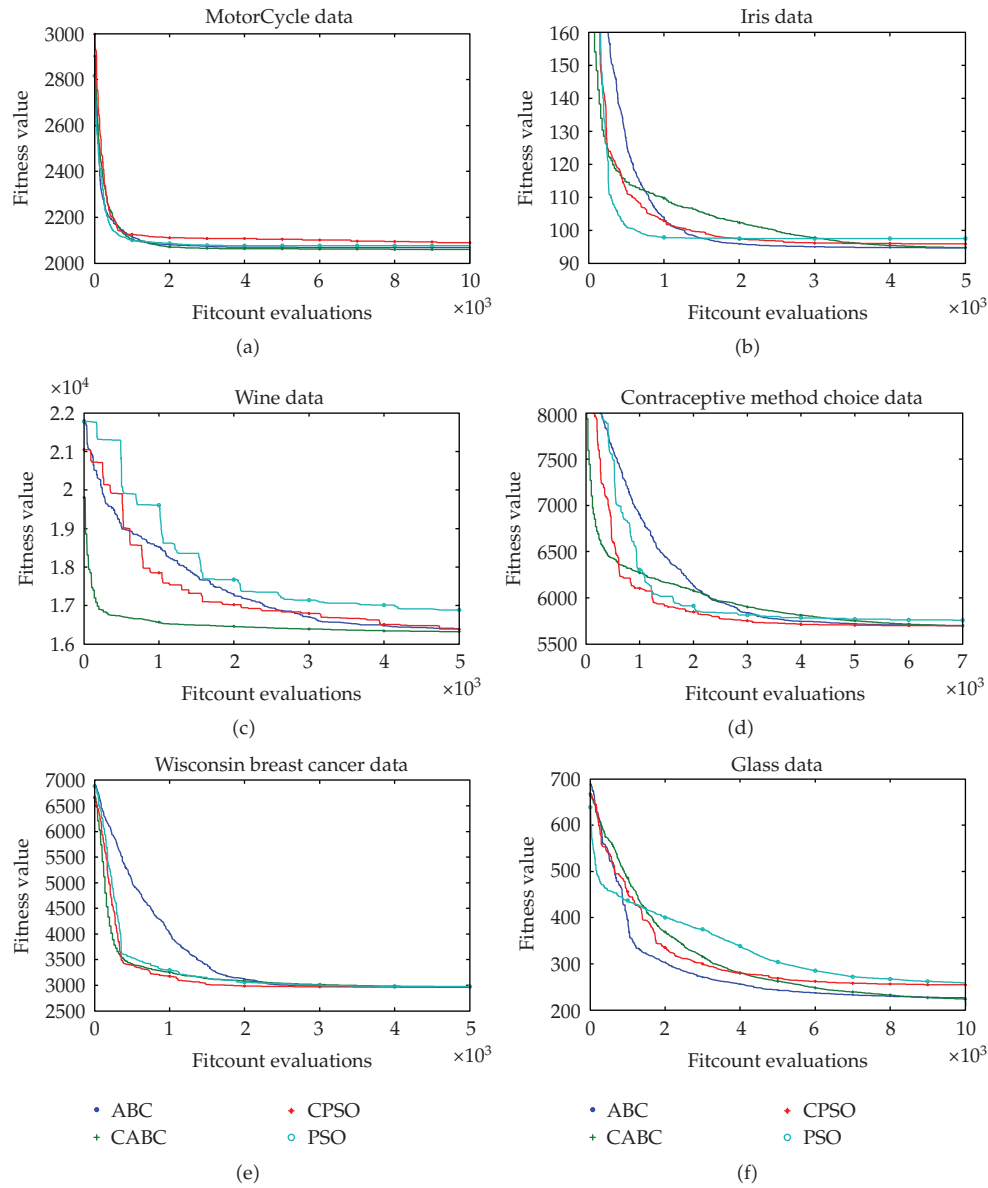 MotorCycle data
3000
2800
2600
2400
2200
2000
Fitness value
0 2 4 6 8 10
×10³
Fitcount evaluations
(a)
Iris data
160
150
140
130
120
110
100
90
Fitness value
0 1 2 3 4 5
×10³
Fitcount evaluations
(b)
×10⁴
Wine data
2,2
2,1
2
1,9
1,8
1,7
1,6
Fitness value
0 1 2 3 4 5
×10³
Fitcount evaluations
(c)
Contraceptive method choice data
8000
7500
7000
6500
6000
5500
Fitness value
0 1 2 3 4 5 6 7
×10³
Fitcount evaluations
(d)
Wisconsin breast cancer data
7000
6500
6000
5500
5000
4500
4000
3500
3000
2500
Fitness value
0 1 2 3 4 5
×10³
Fitcount evaluations
ABC
CABC
CPSO
PSO
(e)
Glass data
700
600
500
400
300
200
Fitness value
0 2 4 6 8 10
×10³
Fitcount evaluations
ABC
CABC
CPSO
PSO
(f)